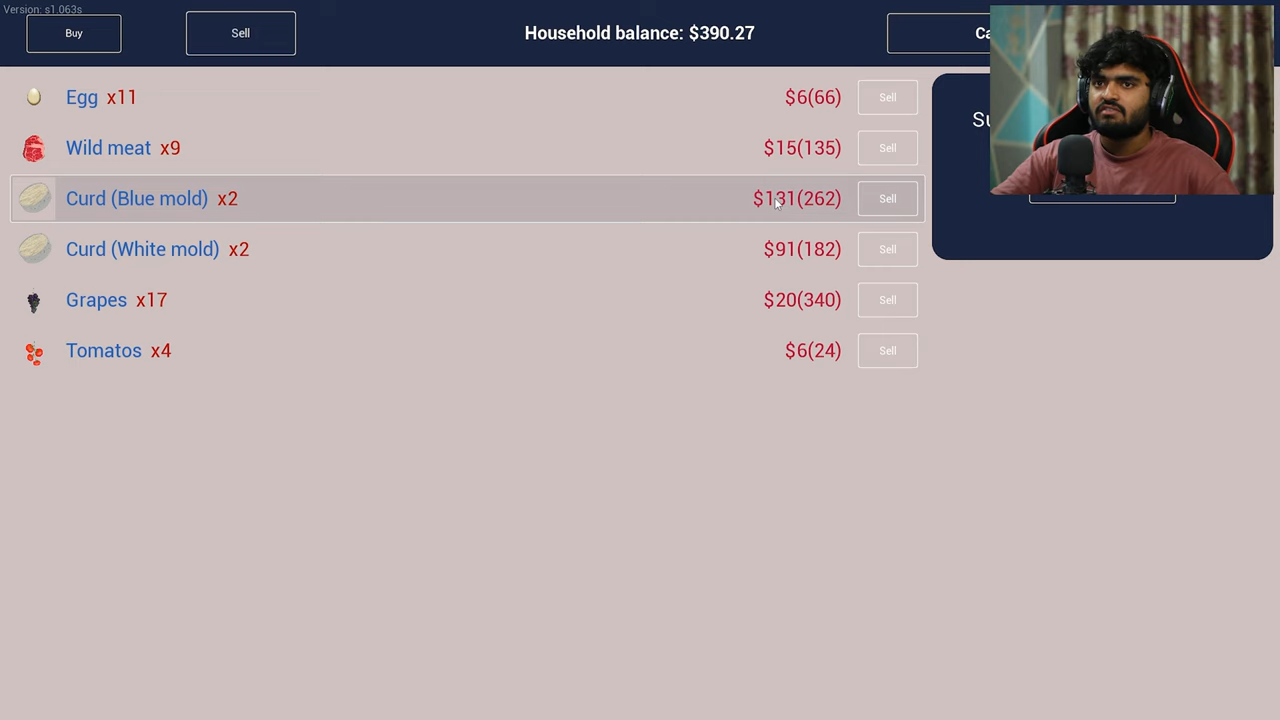 Version: s1.063s
Buy
Sell
Household balance: $390.27
Ca
Egg x11 $6(66) Sell
Su
Wild meat x9 $15(135) Sell
Curd (Blue mold) x2 $131(262) Sell
Curd (White mold) x2 $91(182) Sell
Grapes x17 $20(340) Sell
Tomatos x4 $6(24) Sell